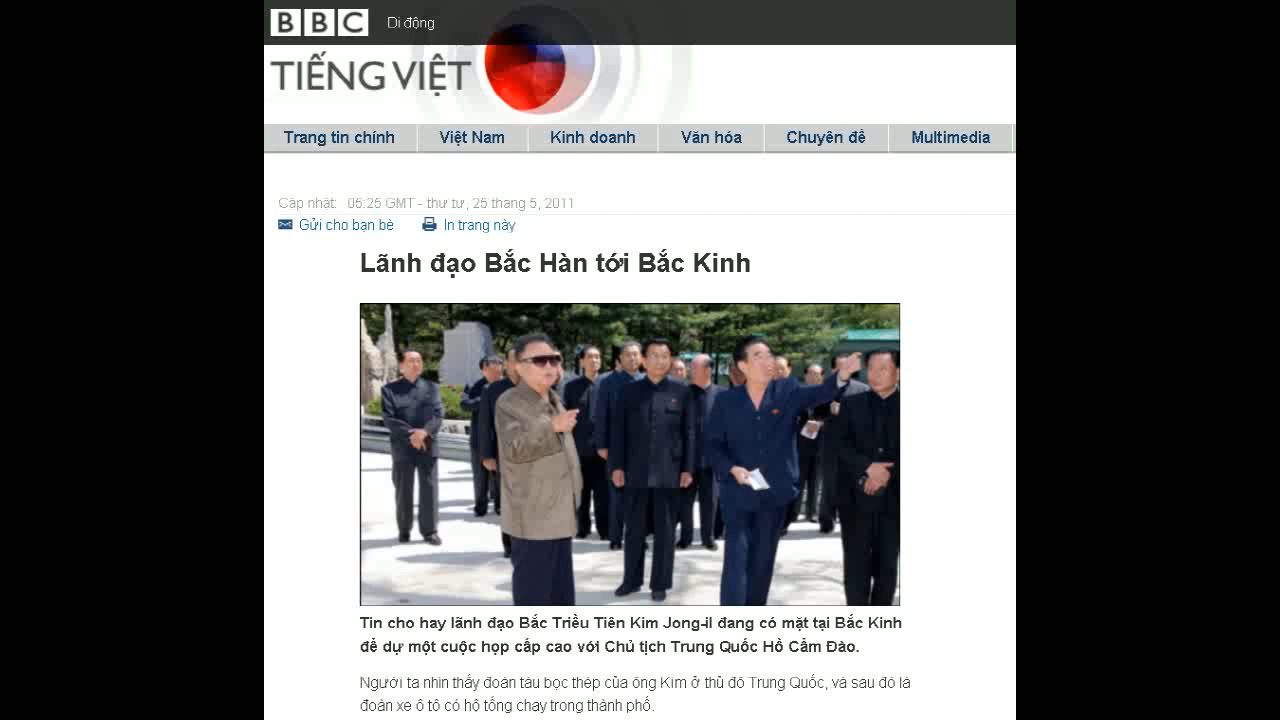 BBC Di động
TIẾNG VIỆT
Trang tin chính Việt Nam Kinh doanh Văn hóa Chuyên đề Multimedia
Cập nhật: 05:25 GMT - thứ tư, 25 tháng 5, 2011
Gửi cho bạn bè In trang này
Lãnh đạo Bắc Hàn tới Bắc Kinh
Tin cho hay lãnh đạo Bắc Triều Tiên Kim Jong-il đang có mặt tại Bắc Kinh
để dự một cuộc họp cấp cao với Chủ tịch Trung Quốc Hồ Cẩm Đào.
Người ta nhìn thấy đoàn tàu bọc thép của ông Kim ở thủ đô Trung Quốc, và sau đó là
đoàn xe ô tô có hộ tống chạy trong thành phố.